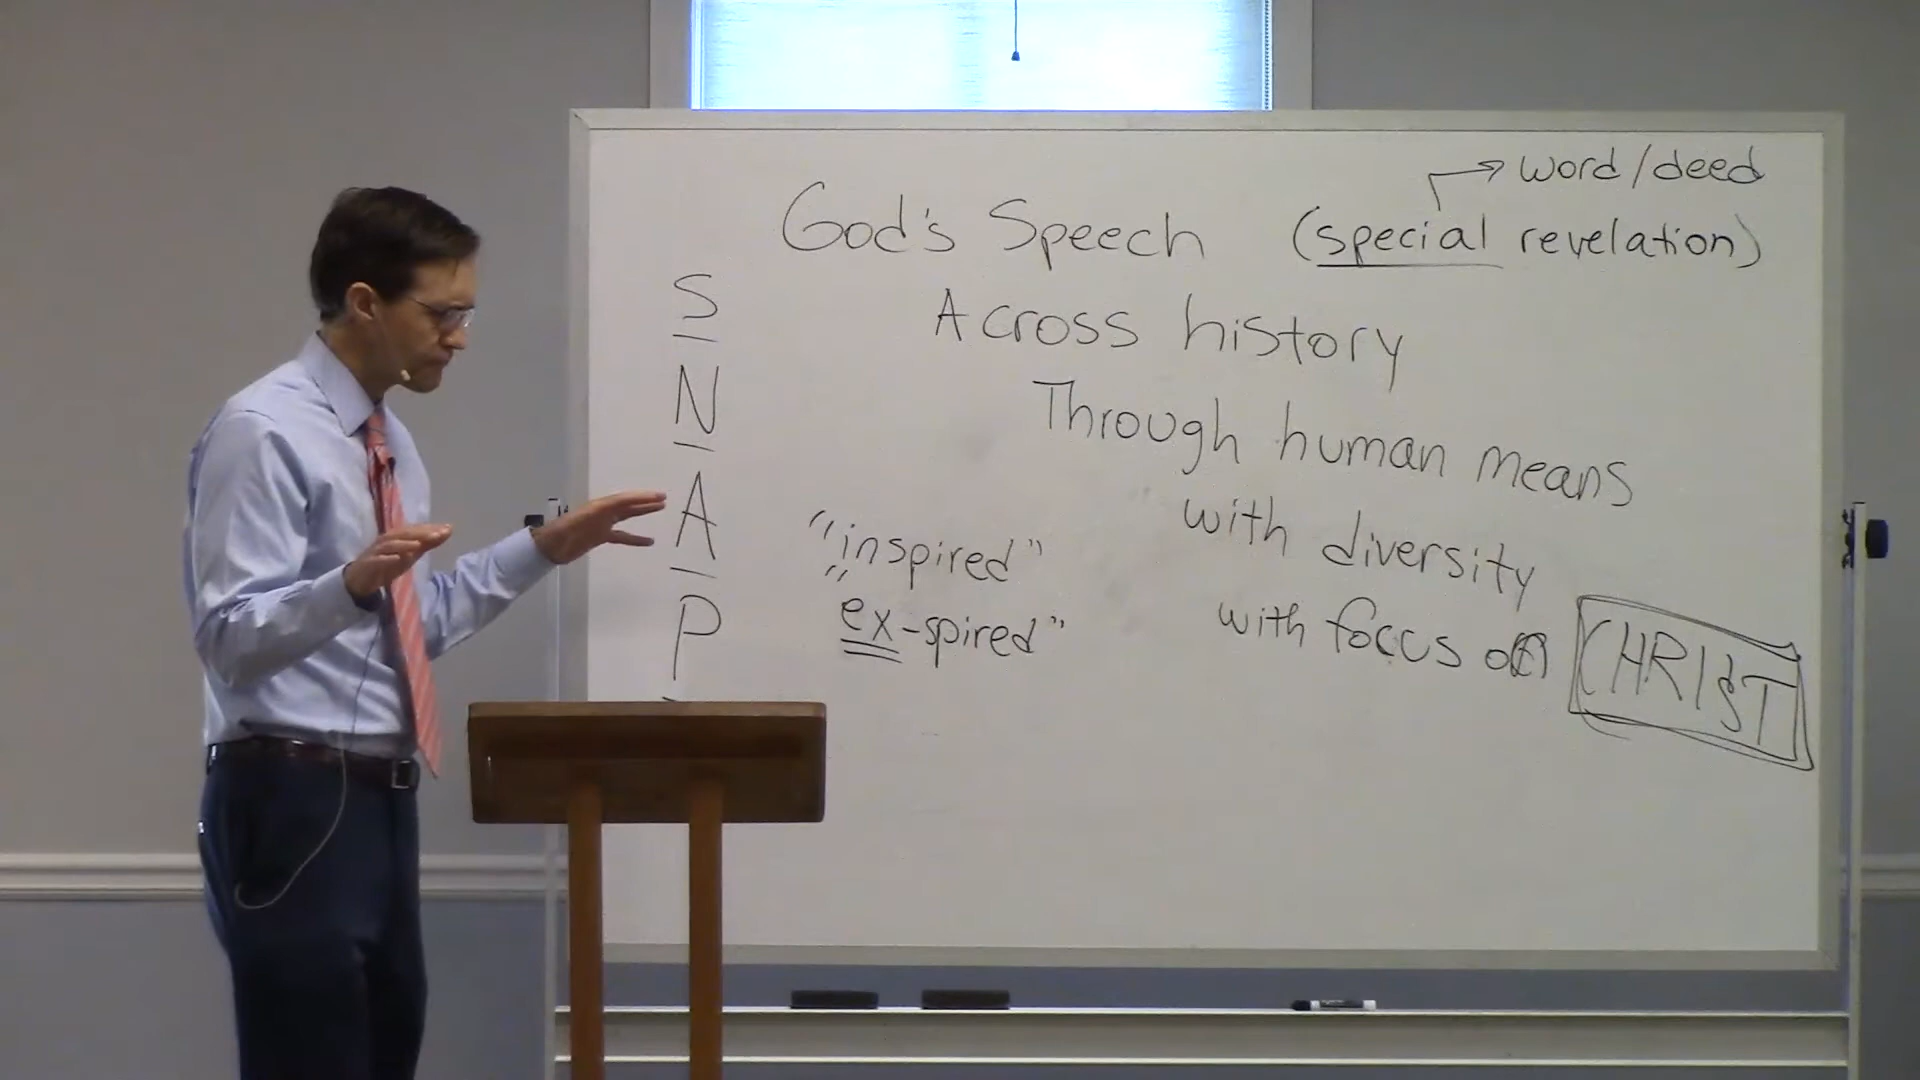 word/deed
God's Speech (special revelation)
Across history
Through human means
with diversity
with focus on CHRIST
S
N
A
P
"inspired"
"ex-spired"